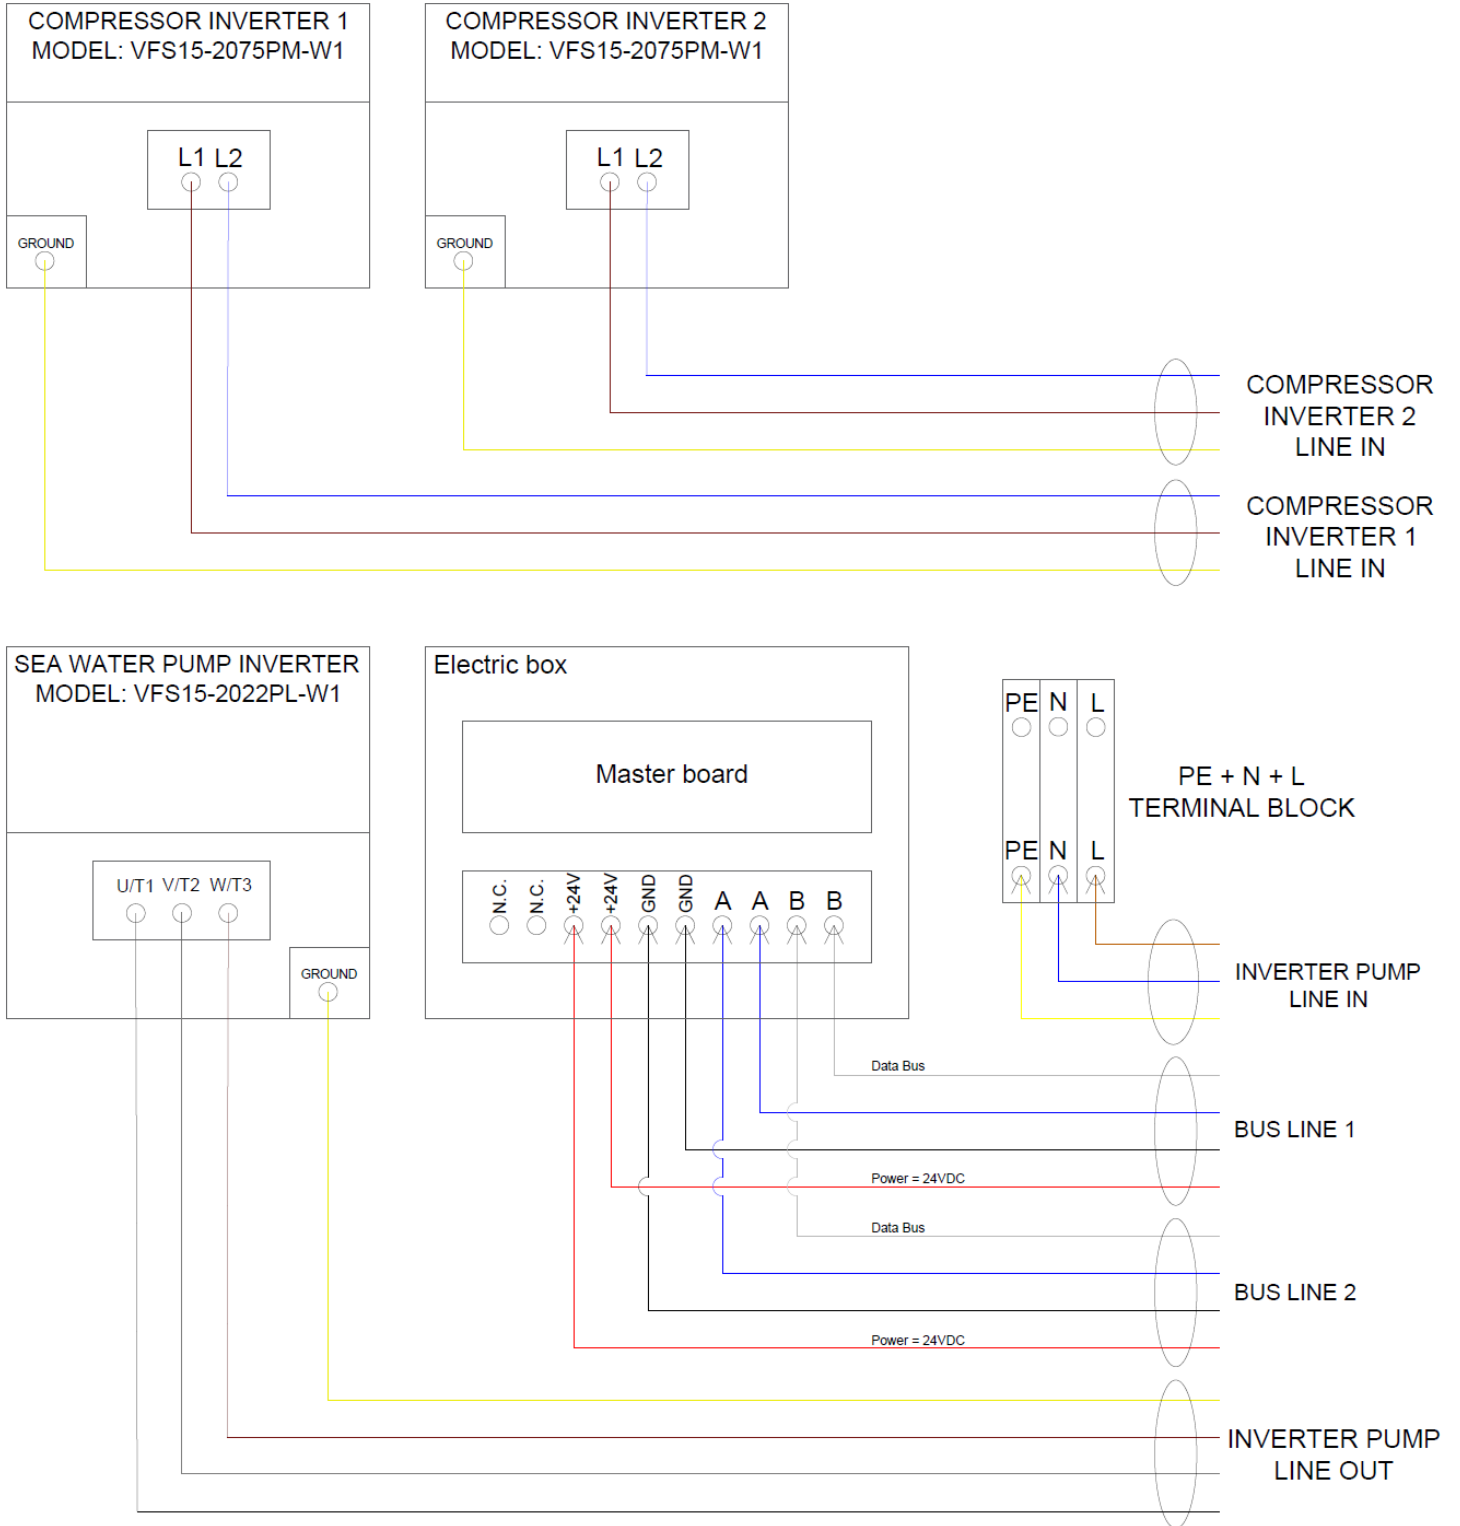 COMPRESSOR INVERTER 1
MODEL: VFS15-2075PM-W1
L1 L2
GROUND
COMPRESSOR INVERTER 2
MODEL: VFS15-2075PM-W1
L1 L2
GROUND
COMPRESSOR
INVERTER 2
LINE IN
COMPRESSOR
INVERTER 1
LINE IN
SEA WATER PUMP INVERTER
MODEL: VFS15-2022PL-W1
U/T1 V/T2 W/T3
GROUND
Electric box
Master board
N.C. N.C. +24V +24V GND GND A A B B
PE N L
PE + N + L
TERMINAL BLOCK
PE N L
INVERTER PUMP
LINE IN
Data Bus
BUS LINE 1
Power = 24VDC
Data Bus
BUS LINE 2
Power = 24VDC
INVERTER PUMP
LINE OUT